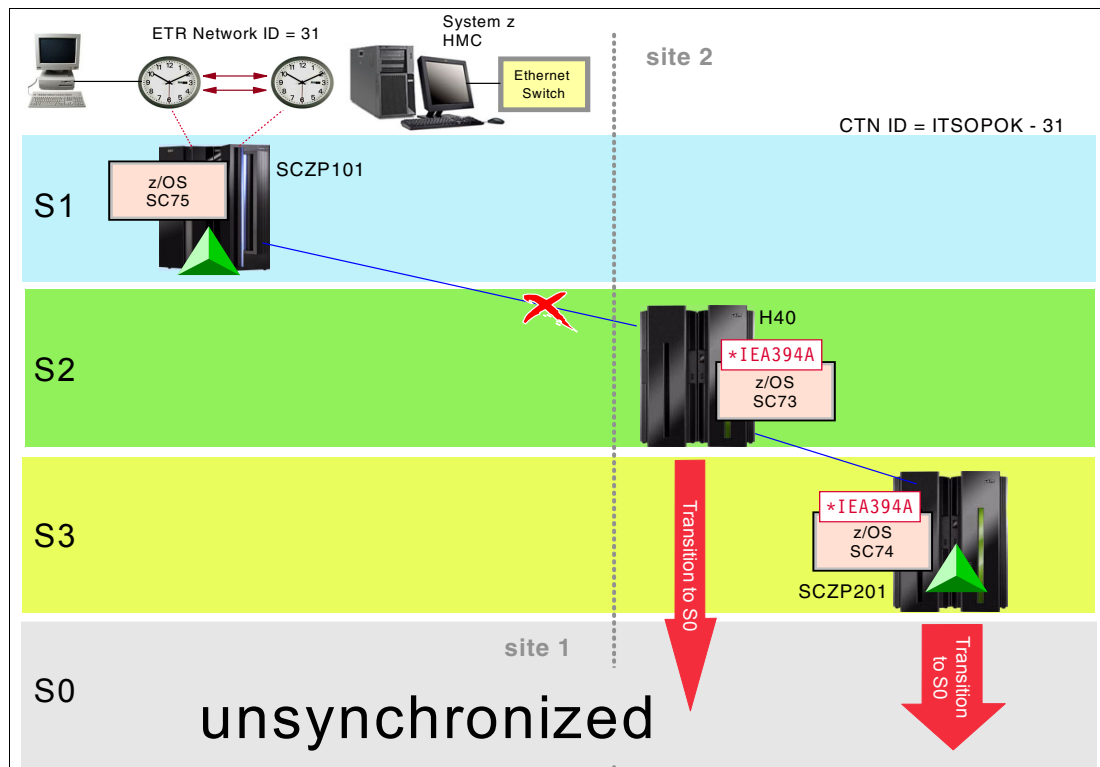 ETR Network ID = 31
System z
HMC
Ethernet
Switch
site 2
CTN ID = ITSOPOK - 31
SCZP101
z/OS
SC75
S1
H40
*IEA394A
z/OS
SC73
S2
*IEA394A
z/OS
SC74
SCZP201
S3
Transition to S0
site 1
Transition
to S0
S0
unsynchronized